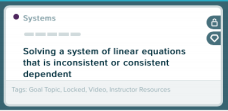 Systems
Solving a system of linear equations
that is inconsistent or consistent
dependent
Tags: Goal Topic, Locked, Video, Instructor Resources